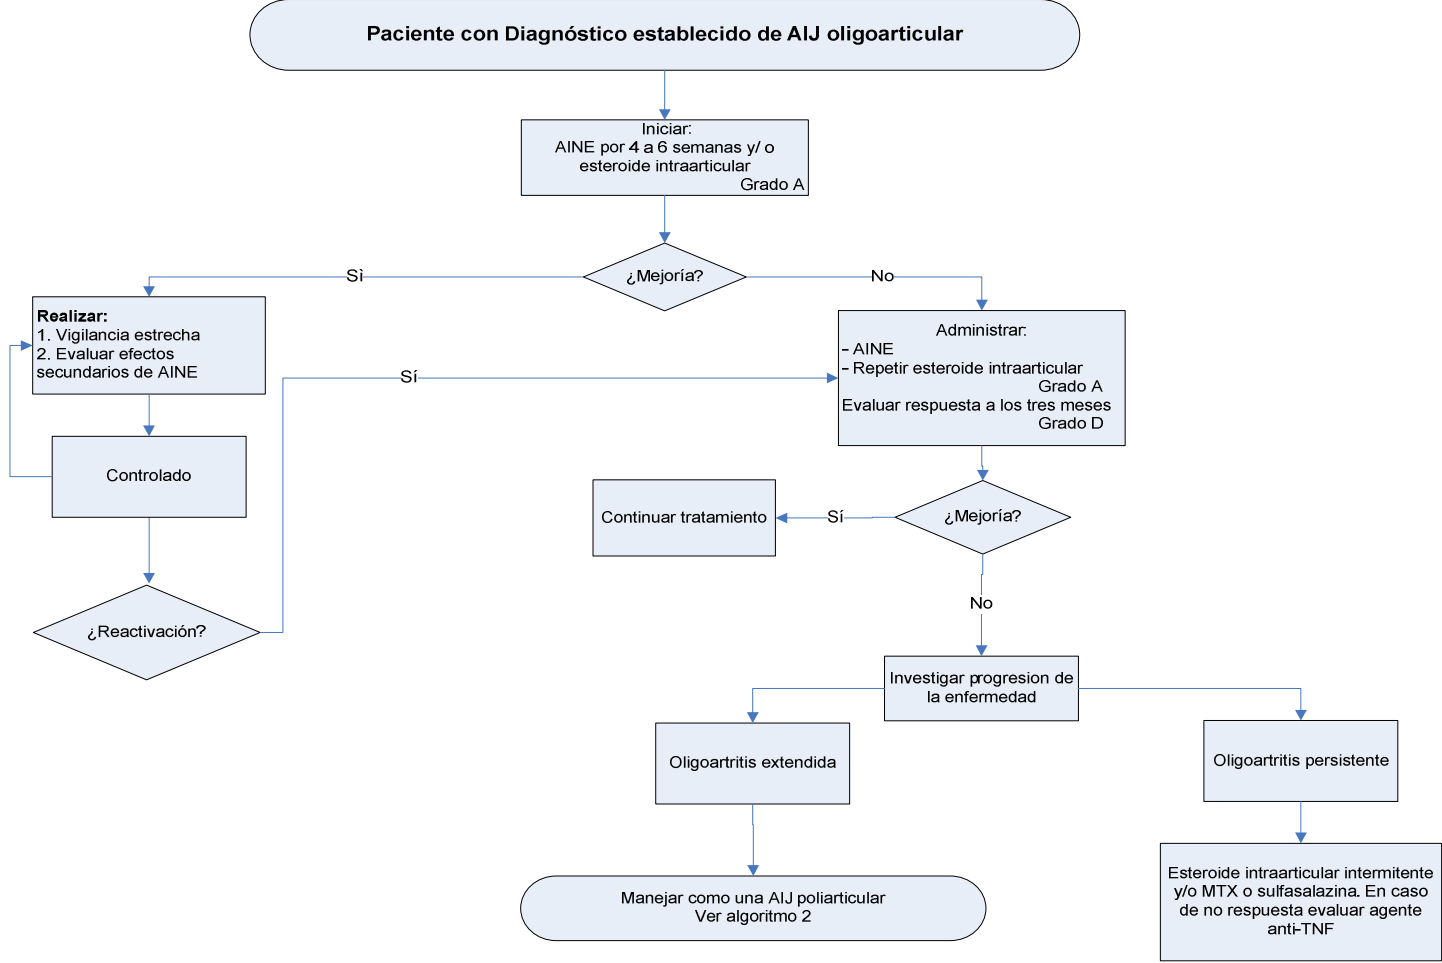 Paciente con Diagnóstico establecido de AIJ oligoarticular
Iniciar:
AINE por 4 a 6 semanas y/ o
esteroide intraarticular
Grado A
¿Mejoría?
Sì
No
Realizar:
1. Vigilancia estrecha
2. Evaluar efectos
secundarios de AINE
Administrar:
- AINE
- Repetir esteroide intraarticular
Grado A
Evaluar respuesta a los tres meses
Grado D
Sí
Controlado
Continuar tratamiento
Sí
¿Mejoría?
No
¿Reactivación?
Investigar progresion de
la enfermedad
Oligoartritis extendida
Oligoartritis persistente
Manejar como una AIJ poliarticular
Ver algoritmo 2
Esteroide intraarticular intermitente
y/o MTX o sulfasalazina. En caso
de no respuesta evaluar agente
anti-TNF